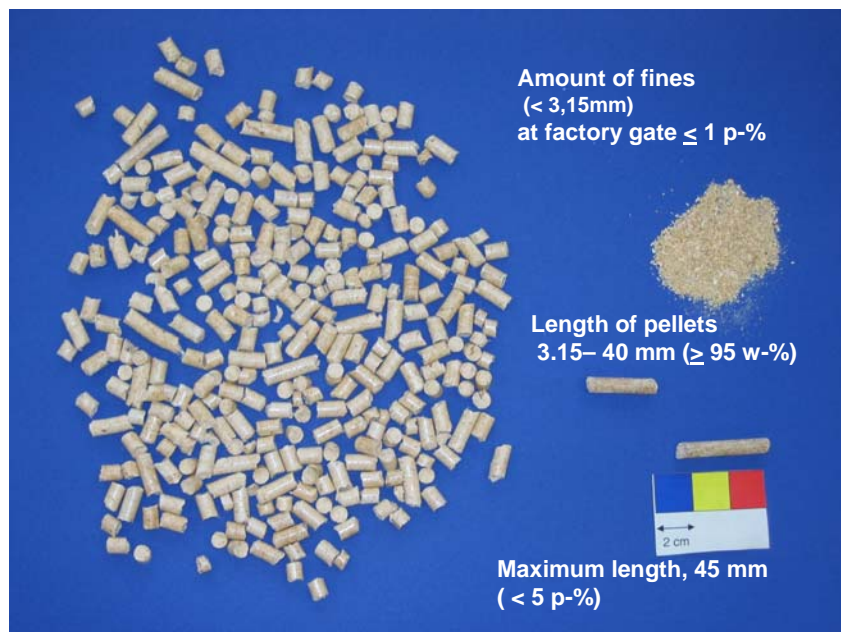 Amount of fines
(< 3,15mm)
at factory gate ≤ 1 p-%
Length of pellets
3.15– 40 mm (≥ 95 w-%)
2 cm
Maximum length, 45 mm
( < 5 p-%)